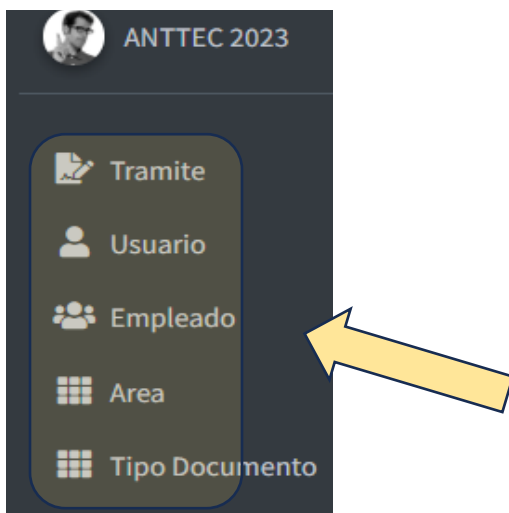 ANTTEC 2023
Tramite
Usuario
Empleado
Area
Tipo Documento